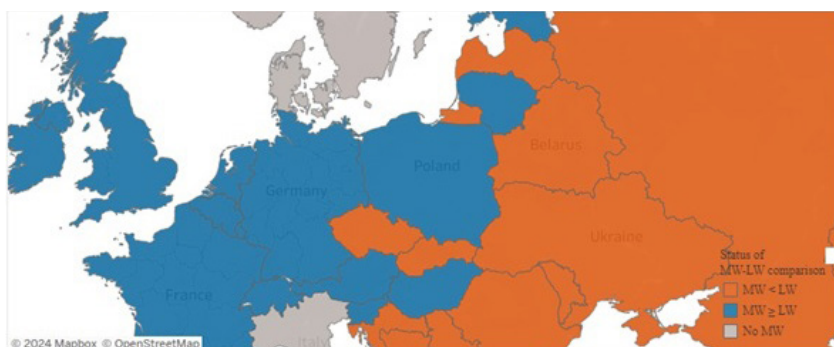 Belarus
Poland
Germany
Ukraine
France
Italy
Status of
MW-LW comparison
MW < LW
MW ≥ LW
No MW
© 2024 Mapbox © OpenStreetMap